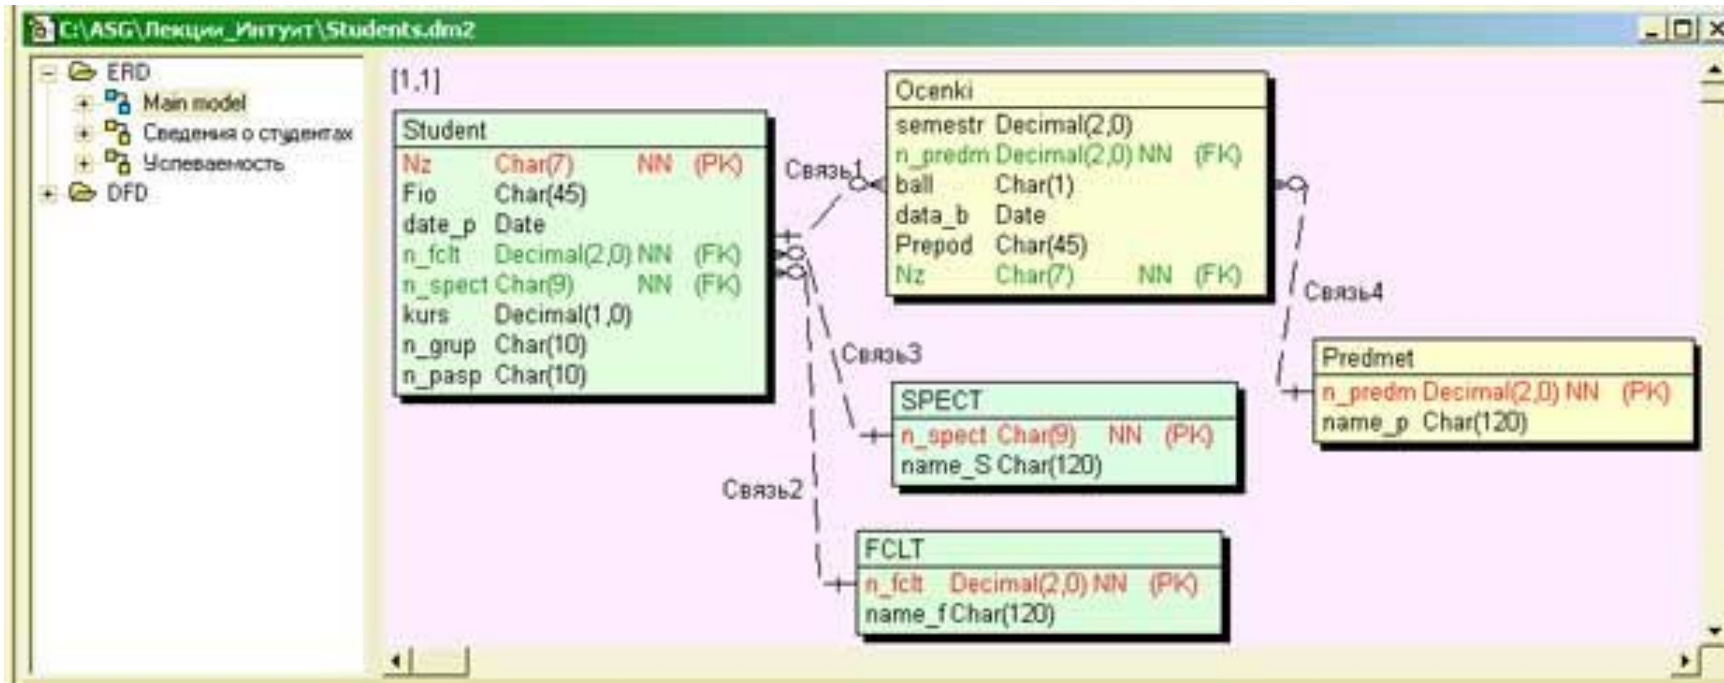 C:\ASG\Лекции_Интуит\Students.dm2
ERD
Main model
Сведения о студентах
Успеваемость
DFD
[1,1]
Student
Nz Char(7) NN (PK)
Fio Char(45)
date_p Date
n_fclt Decimal(2,0) NN (FK)
n_spect Char(9) NN (FK)
kurs Decimal(1,0)
n_grup Char(10)
n_pasp Char(10)
Связь1
Ocenki
semestr Decimal(2,0)
n_predm Decimal(2,0) NN (FK)
ball Char(1)
data_b Date
Prepod Char(45)
Nz Char(7) NN (FK)
Связь4
Predmet
n_predm Decimal(2,0) NN (PK)
name_p Char(120)
Связь3
SPECT
n_spect Char(9) NN (PK)
name_S Char(120)
Связь2
FCLT
n_fclt Decimal(2,0) NN (PK)
name_f Char(120)